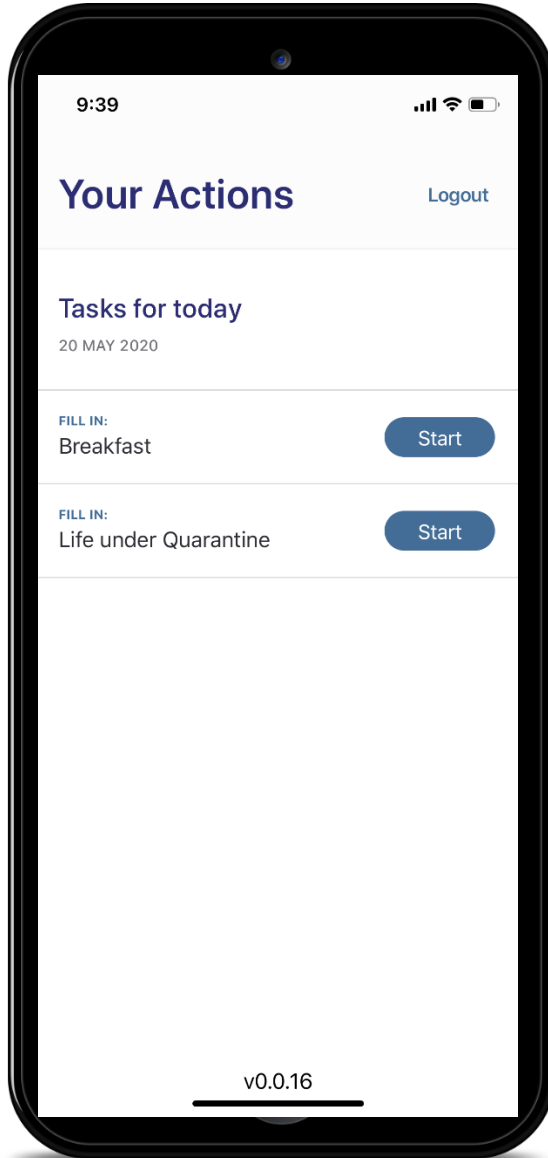 9:39
Your Actions
Logout
Tasks for today
20 MAY 2020
FILL IN:
Breakfast
Start
FILL IN:
Life under Quarantine
Start
v0.0.16